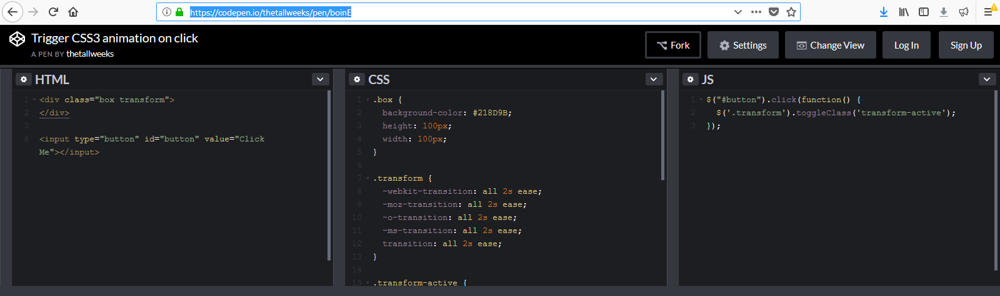 https://codepen.io/thetallweeks/pen/boinE
Trigger CSS3 animation on click
A PEN BY thetallweeks
Fork
Settings
Change View
Log In
Sign Up
HTML
1 <div class="box transform">
2 </div>
3
4 <input type="button" id="button" value="Click
Me"></input>
CSS
1 .box {
2 background-color: #218D9B;
3 height: 100px;
4 width: 100px;
5 }
6
7 .transform {
8 -webkit-transition: all 2s ease;
9 -moz-transition: all 2s ease;
10 -o-transition: all 2s ease;
11 -ms-transition: all 2s ease;
12 transition: all 2s ease;
13 }
14
15 .transform-active {
JS
1 $("#button").click(function() {
2 $('.transform').toggleClass('transform-active');
3 });